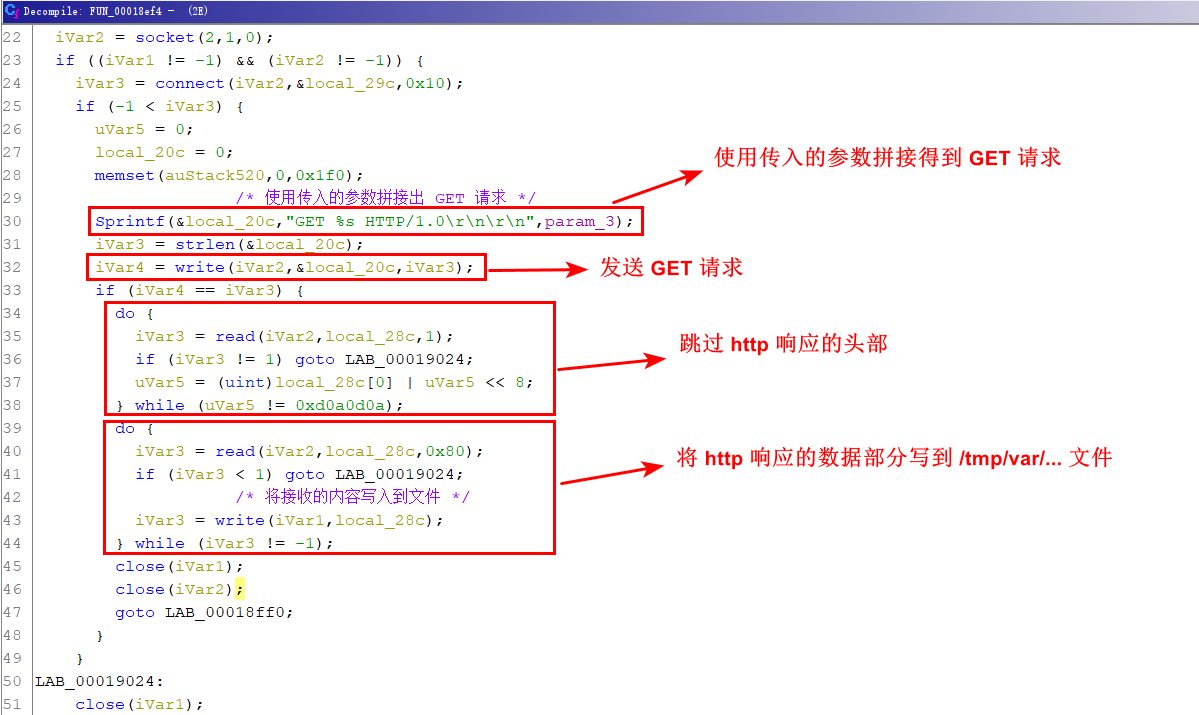 Decompile: FUN_00018ef4 - (2E)
22 iVar2 = socket(2,1,0);
23 if ((iVar1 != -1) && (iVar2 != -1)) {
24 iVar3 = connect(iVar2,&local_29c,0x10);
25 if (-1 < iVar3) {
26 uVar5 = 0;
27 local_20c = 0;
28 memset(auStack520,0,0x1f0);
29 /* 使用传入的参数拼接出 GET 请求 */
30 Sprintf(&local_20c,"GET %s HTTP/1.0\r\n\r\n",param_3);
使用传入的参数拼接得到 GET 请求
31 iVar3 = strlen(&local_20c);
32 iVar4 = write(iVar2,&local_20c,iVar3);
发送 GET 请求
33 if (iVar4 == iVar3) {
34 do {
35 iVar3 = read(iVar2,local_28c,1);
36 if (iVar3 != 1) goto LAB_00019024;
37 uVar5 = (uint)local_28c[0] | uVar5 << 8;
38 } while (uVar5 != 0xd0a0d0a);
跳过 http 响应的头部
39 do {
40 iVar3 = read(iVar2,local_28c,0x80);
41 if (iVar3 < 1) goto LAB_00019024;
42 /* 将接收的内容写入到文件 */
43 iVar3 = write(iVar1,local_28c);
44 } while (iVar3 != -1);
将 http 响应的数据部分写到 /tmp/var/... 文件
45 close(iVar1);
46 close(iVar2);
47 goto LAB_00018ff0;
48 }
49 }
50 LAB_00019024:
51 close(iVar1);